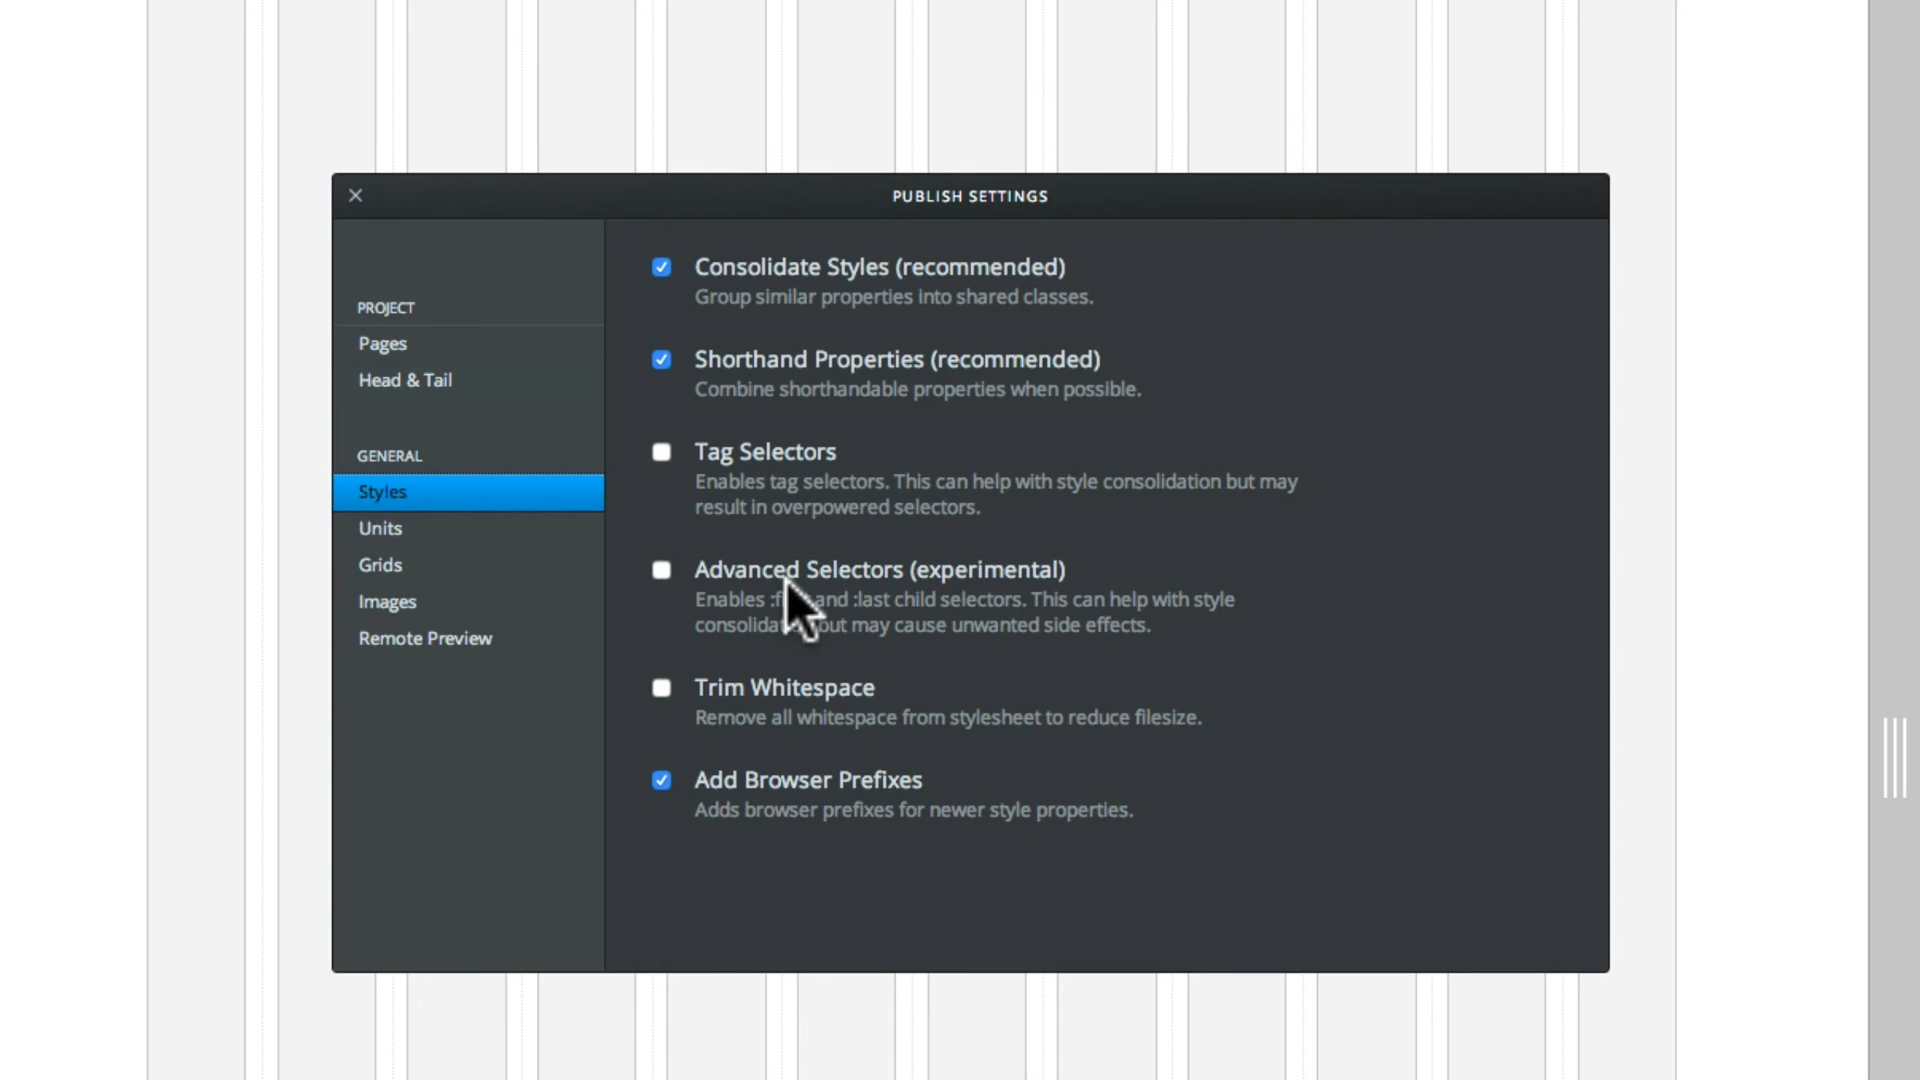 PUBLISH SETTINGS
PROJECT
Pages
Head & Tail
GENERAL
Styles
Units
Grids
Images
Remote Preview
Consolidate Styles (recommended)
Group similar properties into shared classes.
Shorthand Properties (recommended)
Combine shorthandable properties when possible.
Tag Selectors
Enables tag selectors. This can help with style consolidation but may
result in overpowered selectors.
Advanced Selectors (experimental)
Enables and :last child selectors. This can help with style
but may cause unwanted side effects.
Trim Whitespace
Remove all whitespace from stylesheet to reduce filesize.
Add Browser Prefixes
Adds browser prefixes for newer style properties.